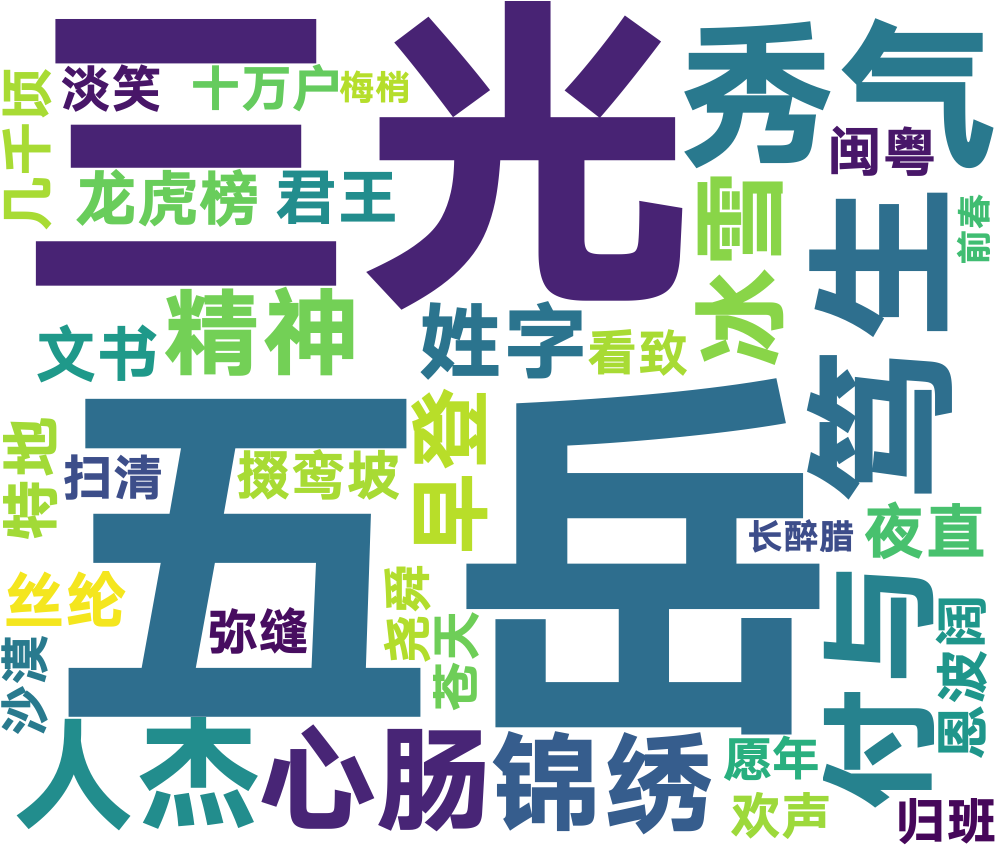 三光
秀气
淡笑
十万户
梅梢
几千顷
闽粤
龙虎榜
君王
冰雪
笃生
前春
精神
文书
姓字
看致
五岳
早登
特地
扫清
掇鸾坡
长醉腊
夜直
丝纶
弥缝
尧舜
苍天
付与
恩波阔
沙漠
人杰
心肠
锦绣
愿年
欢声
归班